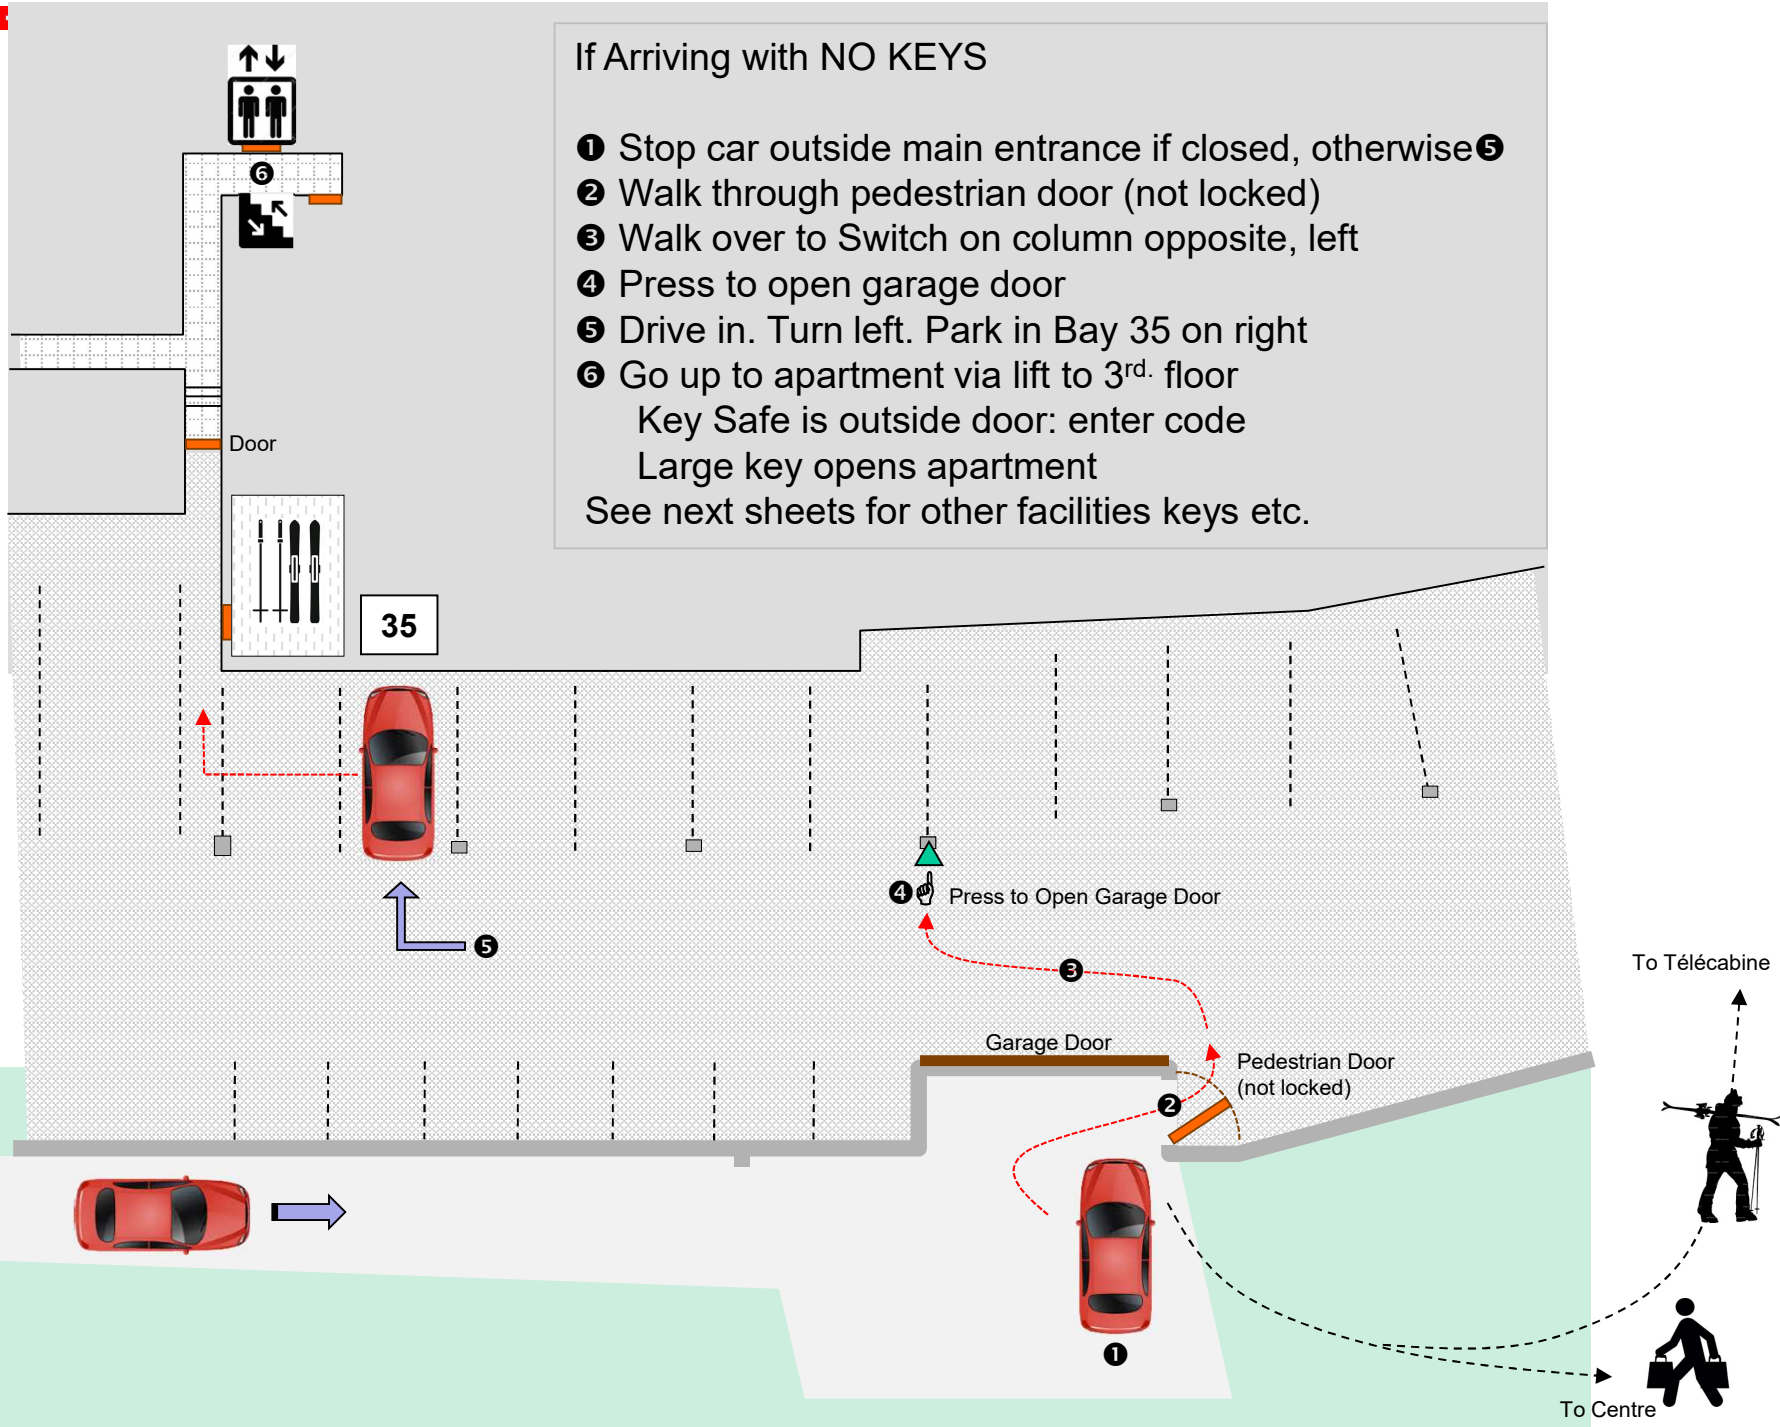 If Arriving with NO KEYS
❶ Stop car outside main entrance if closed, otherwise❺
❷ Walk through pedestrian door (not locked)
❸ Walk over to Switch on column opposite, left
❹ Press to open garage door
❺ Drive in. Turn left. Park in Bay 35 on right
❻ Go up to apartment via lift to 3rd. floor
Key Safe is outside door: enter code
Large key opens apartment
See next sheets for other facilities keys etc.
❻
Door
35
❹ Press to Open Garage Door
❺
❸
To Télécabine
Garage Door
Pedestrian Door
(not locked)
❷
❶
To Centre